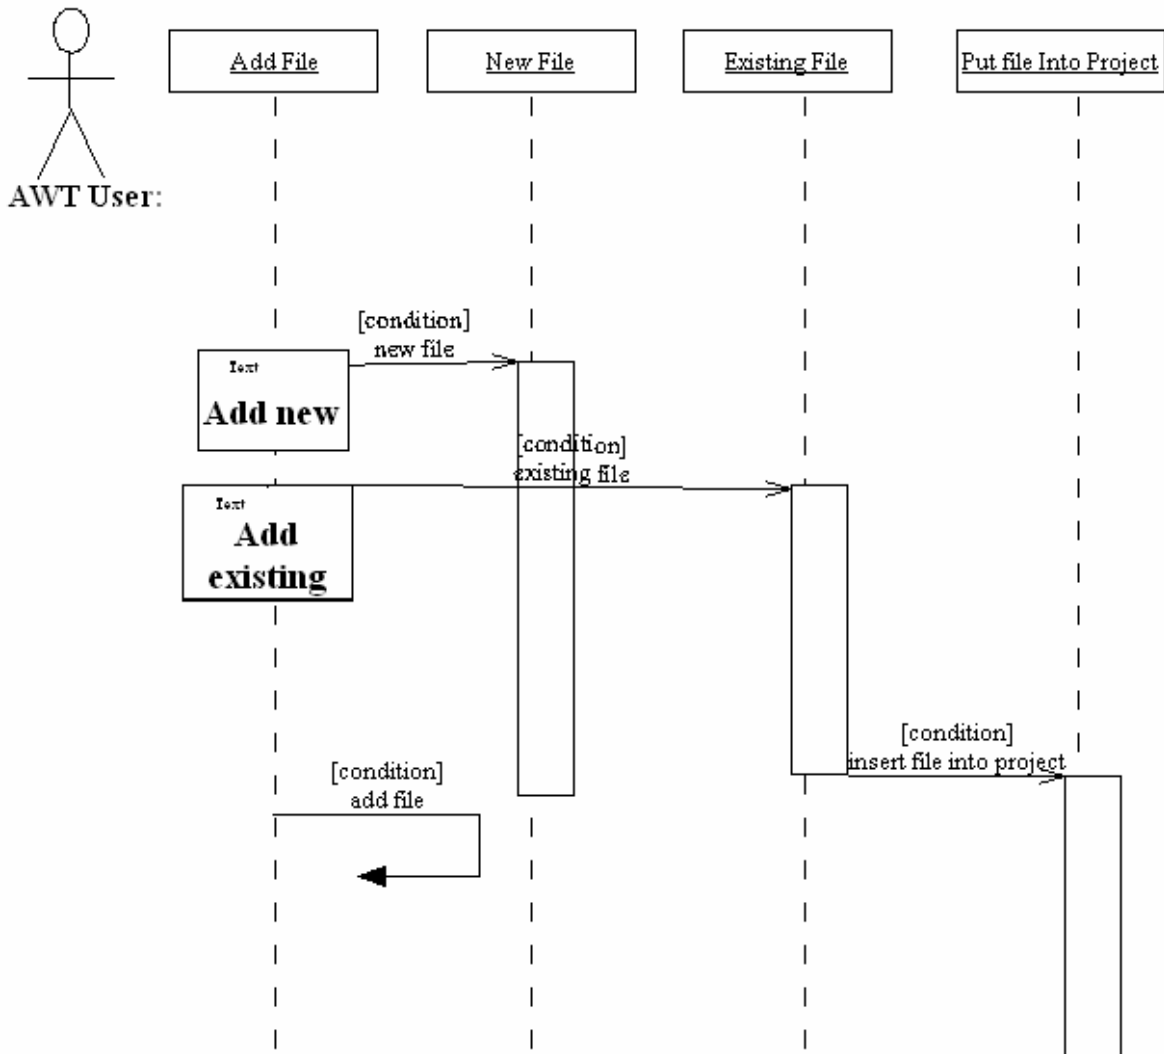 Add File
New File
Existing File
Put file Into Project
AWT User:
[condition]
new file
Text
Add new
[condition]
existing file
Text
Add
existing
[condition]
insert file into project
[condition]
add file